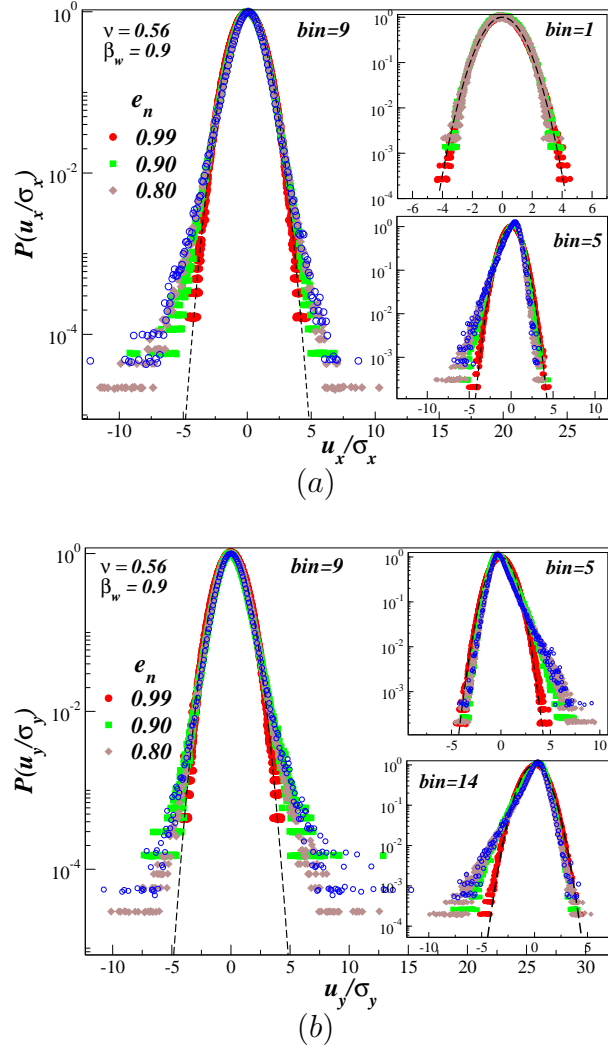 10^0
10^-2
10^-4
P(u_x/σ_x)
ν = 0.56
β_w = 0.9
bin=9
e_n
0.99
0.90
0.80
-10 -5 0 5 10 15 20 25
u_x/σ_x
10^0
10^-1
10^-2
10^-3
10^-4
bin=1
-6 -4 -2 0 2 4 6
10^0
10^-1
10^-2
10^-3
bin=5
-10 -5 0 5 10
(a)
10^0
10^-2
10^-4
P(u_y/σ_y)
ν = 0.56
β_w = 0.9
bin=9
e_n
0.99
0.90
0.80
-10 -5 0 5 10 15 20 25 30
u_y/σ_y
10^0
10^-1
10^-2
10^-3
bin=5
-5 0 5 10
10^0
10^-1
10^-2
10^-3
10^-4
bin=14
-10 -5 0 5
(b)